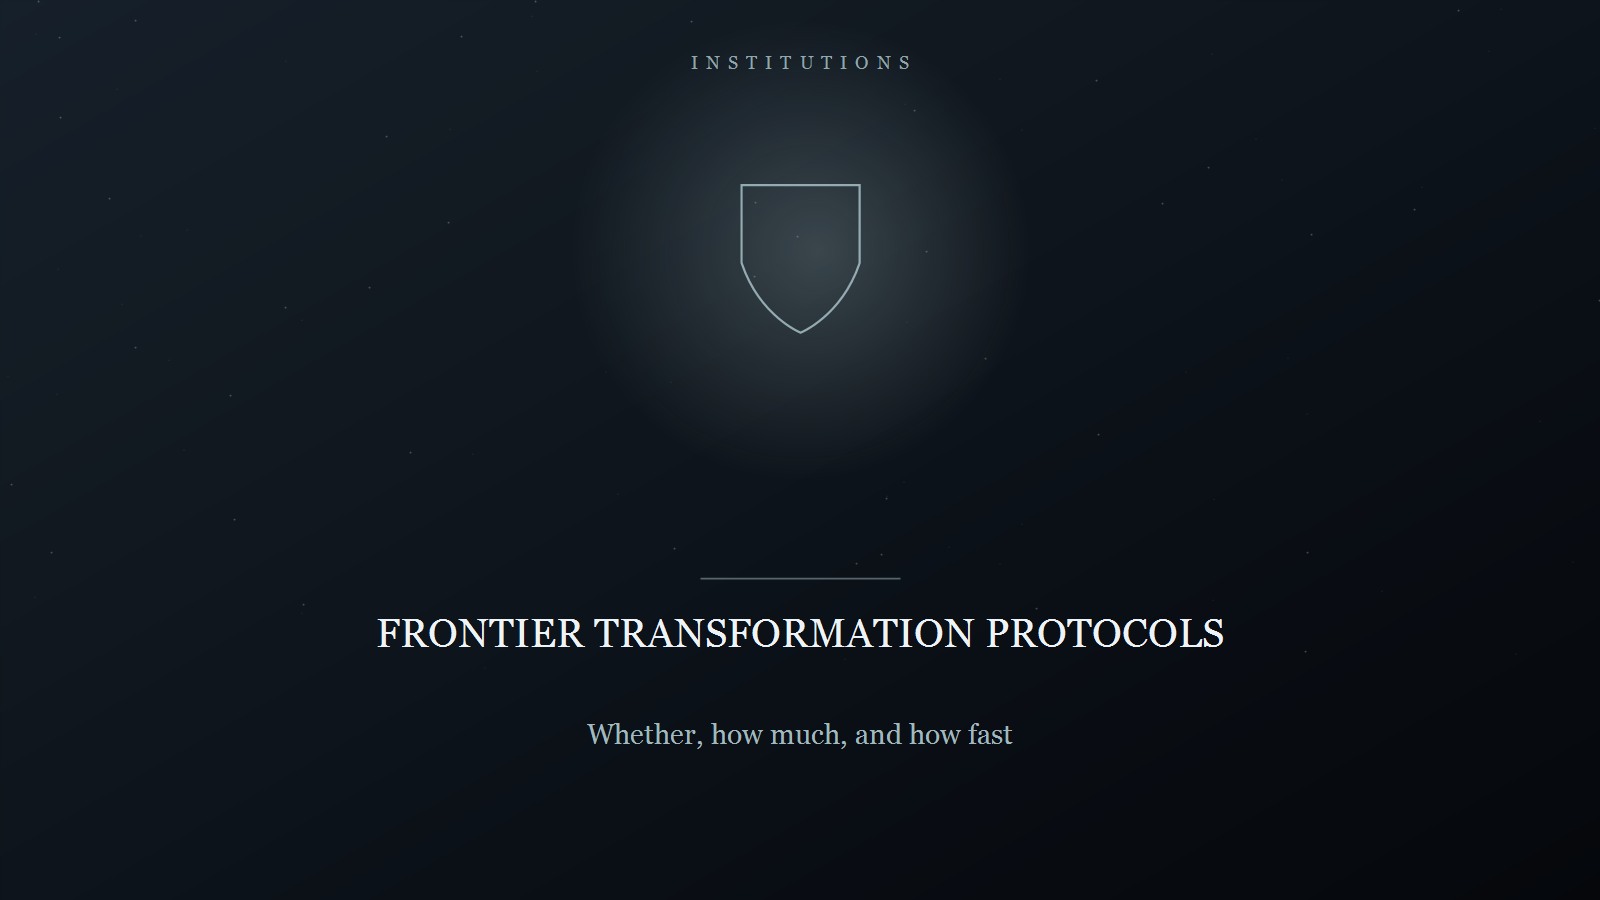 INSTITUTIONS
FRONTIER TRANSFORMATION PROTOCOLS
Whether, how much, and how fast